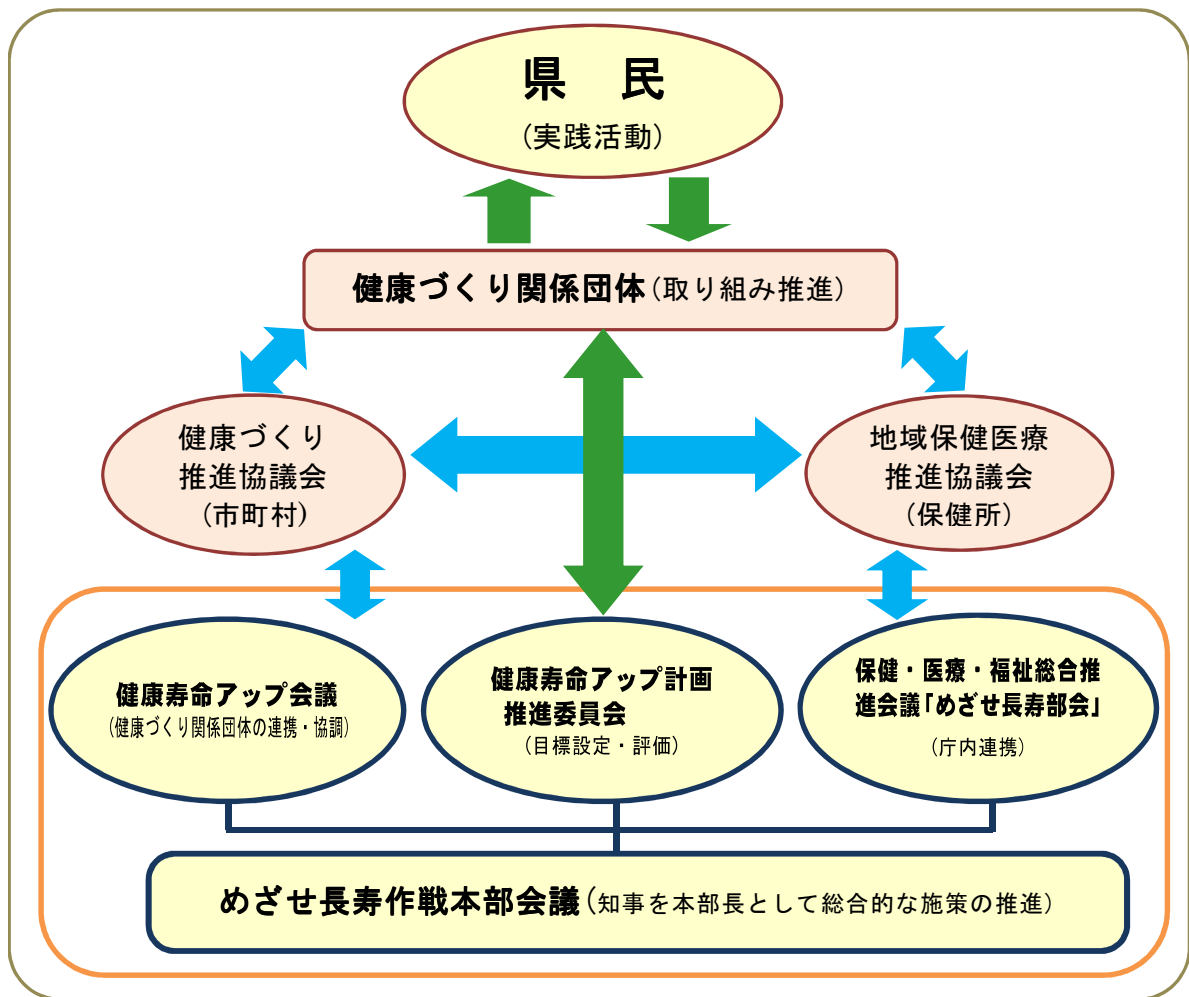 県　民
(実践活動)
健康づくり関係団体(取り組み推進)
健康づくり
推進協議会
(市町村)
地域保健医療
推進協議会
(保健所)
健康寿命アップ会議
(健康づくり関係団体の連携・協調)
健康寿命アップ計画
推進委員会
(目標設定・評価)
保健・医療・福祉総合推
進会議「めざせ長寿部会」
(庁内連携)
めざせ長寿作戦本部会議(知事を本部長として総合的な施策の推進)